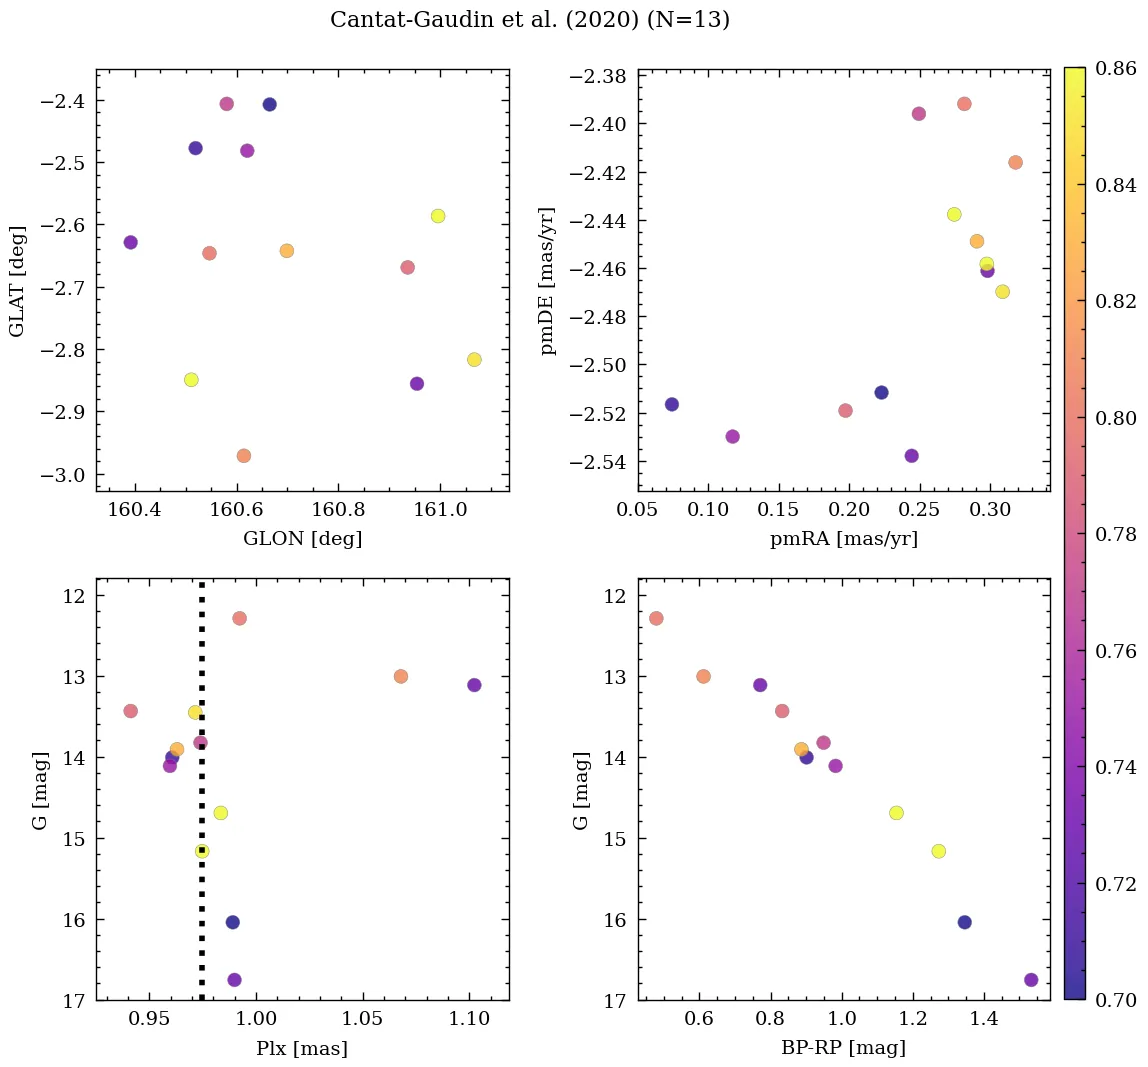 Cantat-Gaudin et al. (2020) (N=13)
GLAT [deg]
−2.4
−2.5
−2.6
−2.7
−2.8
−2.9
−3.0
160.4 160.6 160.8 161.0
GLON [deg]
pmDE [mas/yr]
−2.38
−2.40
−2.42
−2.44
−2.46
−2.48
−2.50
−2.52
−2.54
0.05 0.10 0.15 0.20 0.25 0.30
pmRA [mas/yr]
G [mag]
12
13
14
15
16
17
0.95 1.00 1.05 1.10
Plx [mas]
G [mag]
12
13
14
15
16
17
0.6 0.8 1.0 1.2 1.4
BP-RP [mag]
0.86
0.84
0.82
0.80
0.78
0.76
0.74
0.72
0.70